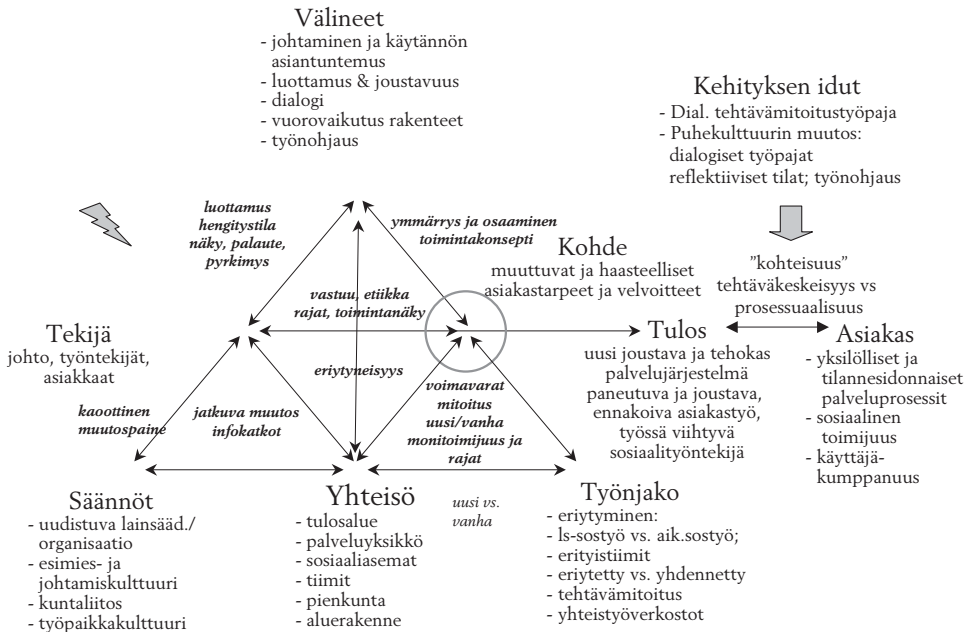 Välineet
- johtaminen ja käytännön
asiantuntemus
- luottamus & joustavuus
- dialogi
- vuorovaikutus rakenteet
- työnohjaus
Kehityksen idut
- Dial. tehtävämitoitustyöpaja
- Puhekulttuurin muutos:
dialogiset työpajat
reflektiiviset tilat; työnohjaus
luottamus
hengitystila
näky, palaute,
pyrkimys
ymmärrys ja osaaminen
toimintakonsepti
Kohde
muuttuvat ja haasteelliset
asiakastarpeet ja velvoitteet
"kohteisuus"
tehtäväkeskeisyys vs
prosessuaalisuus
vastuu, etiikka
rajat, toimintanäky
Tekijä
johto, työntekijät,
asiakkaat
Tulos
uusi joustava ja tehokas
palvelujärjestelmä
paneutuva ja joustava,
ennakoiva asiakastyö,
työssä viihtyvä
sosiaalityöntekijä
Asiakas
- yksilölliset ja
tilannesidonnaiset
palveluprosessit
- sosiaalinen
toimijuus
- käyttäjä-
kumppanuus
eriytyneisyys
voimavarat
mitoitus
uusi/vanha
monitoimijuus ja
rajat
kaoottinen
muutospaine
jatkuva muutos
infokatkot
Säännöt
- uudistuva lainsääd./
organisaatio
- esimies- ja
johtamiskulttuuri
- kuntaliitos
- työpaikkakulttuuri
Yhteisö
- tulosalue
- palveluyksikkö
- sosiaaliasemat
- tiimit
- pienkunta
- aluerakenne
uusi vs.
vanha
Työnjako
- eriytyminen:
- ls-sostyö vs. aik.sostyö;
- erityistiimit
- eriytetty vs. yhdennetty
- tehtävämitoitus
- yhteistyöverkostot